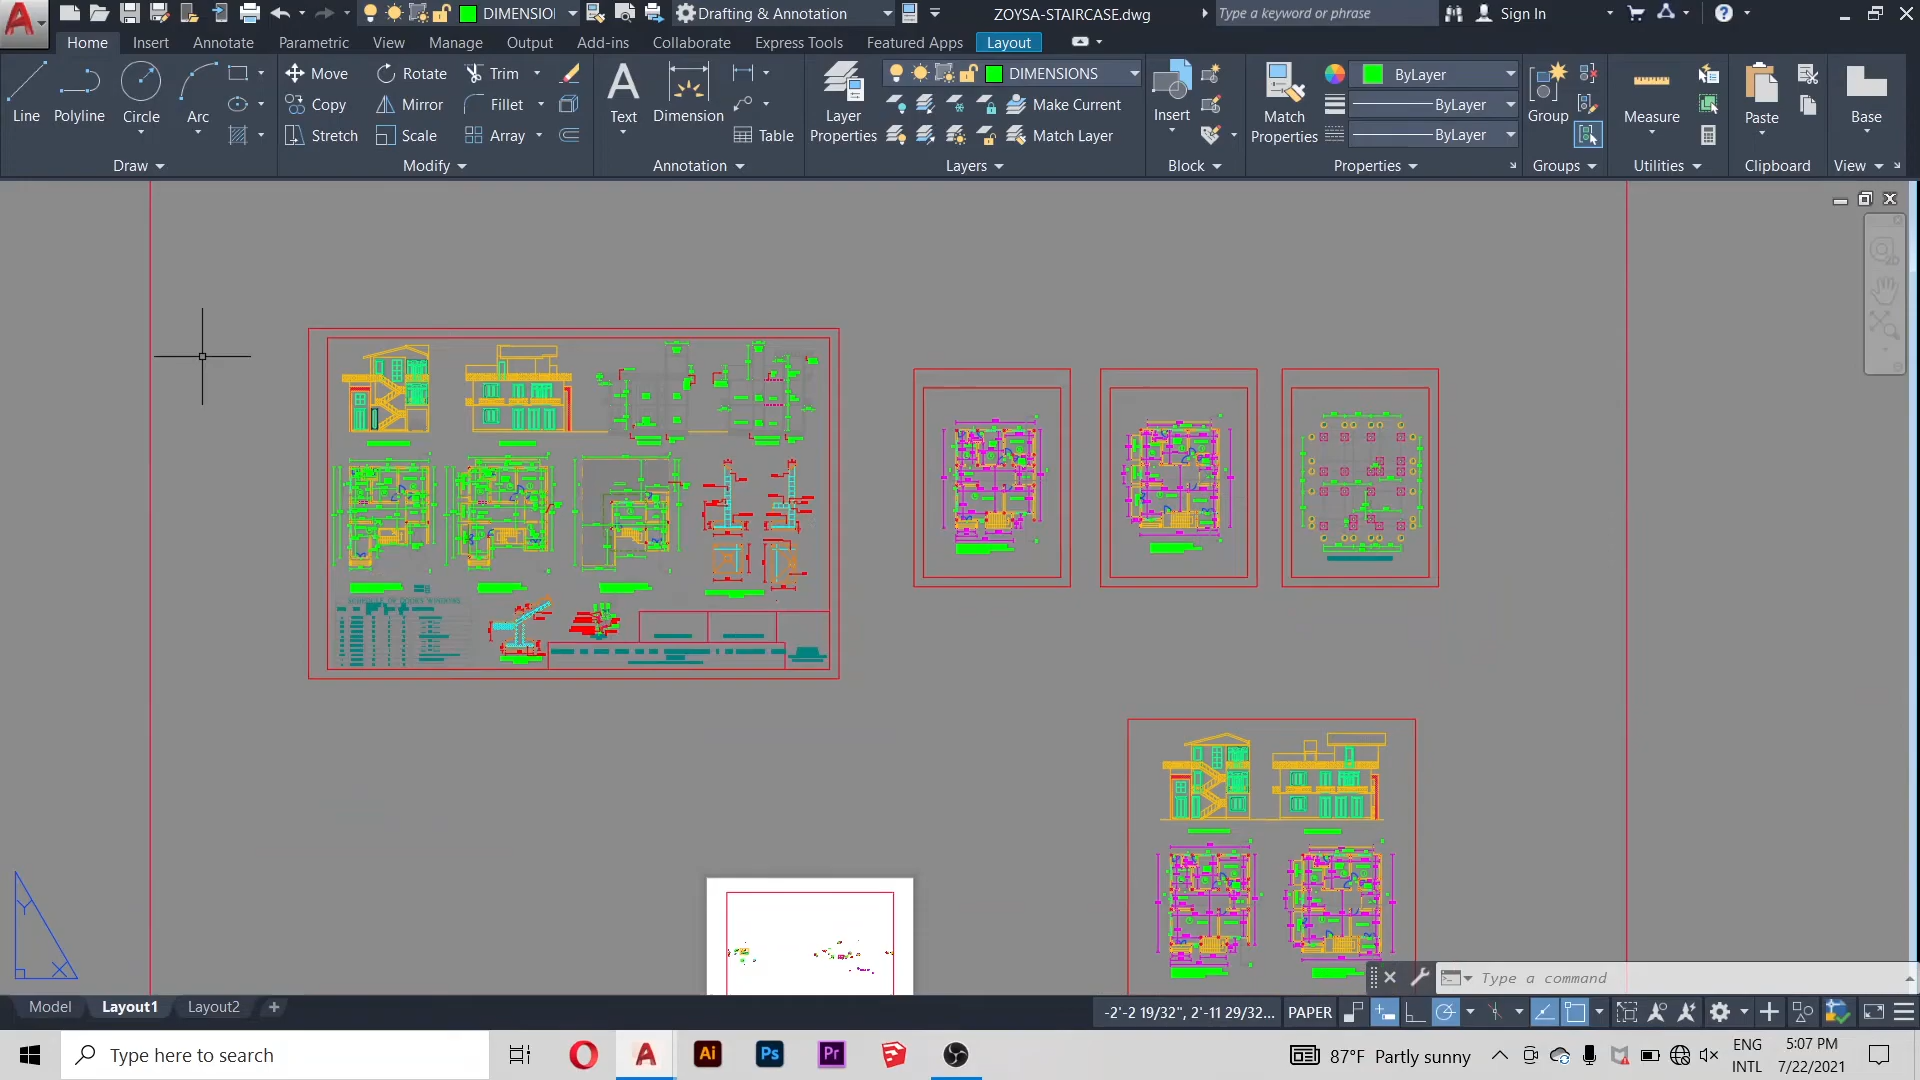 DIMENSIO
Drafting & Annotation
ZOYSA-STAIRCASE.dwg
Type a keyword or phrase
Sign In
Home Insert Annotate Parametric View Manage Output Add-ins Collaborate Express Tools Featured Apps Layout
Line Polyline Circle Arc
Move Rotate Trim
Copy Mirror Fillet
Stretch Scale Array
Text Dimension Table
Layer Properties
DIMENSIONS
Make Current
Match Layer
Insert
Match Properties
ByLayer
ByLayer
ByLayer
Group
Measure
Paste
Base
Draw Modify Annotation Layers Block Properties Groups Utilities Clipboard View
Y
X
Type a command
Model Layout1 Layout2 +
-2'-2 19/32", 2'-11 29/32... PAPER
Type here to search
Ai Ps Pr
87°F Partly sunny
ENG
INTL
5:07 PM
7/22/2021